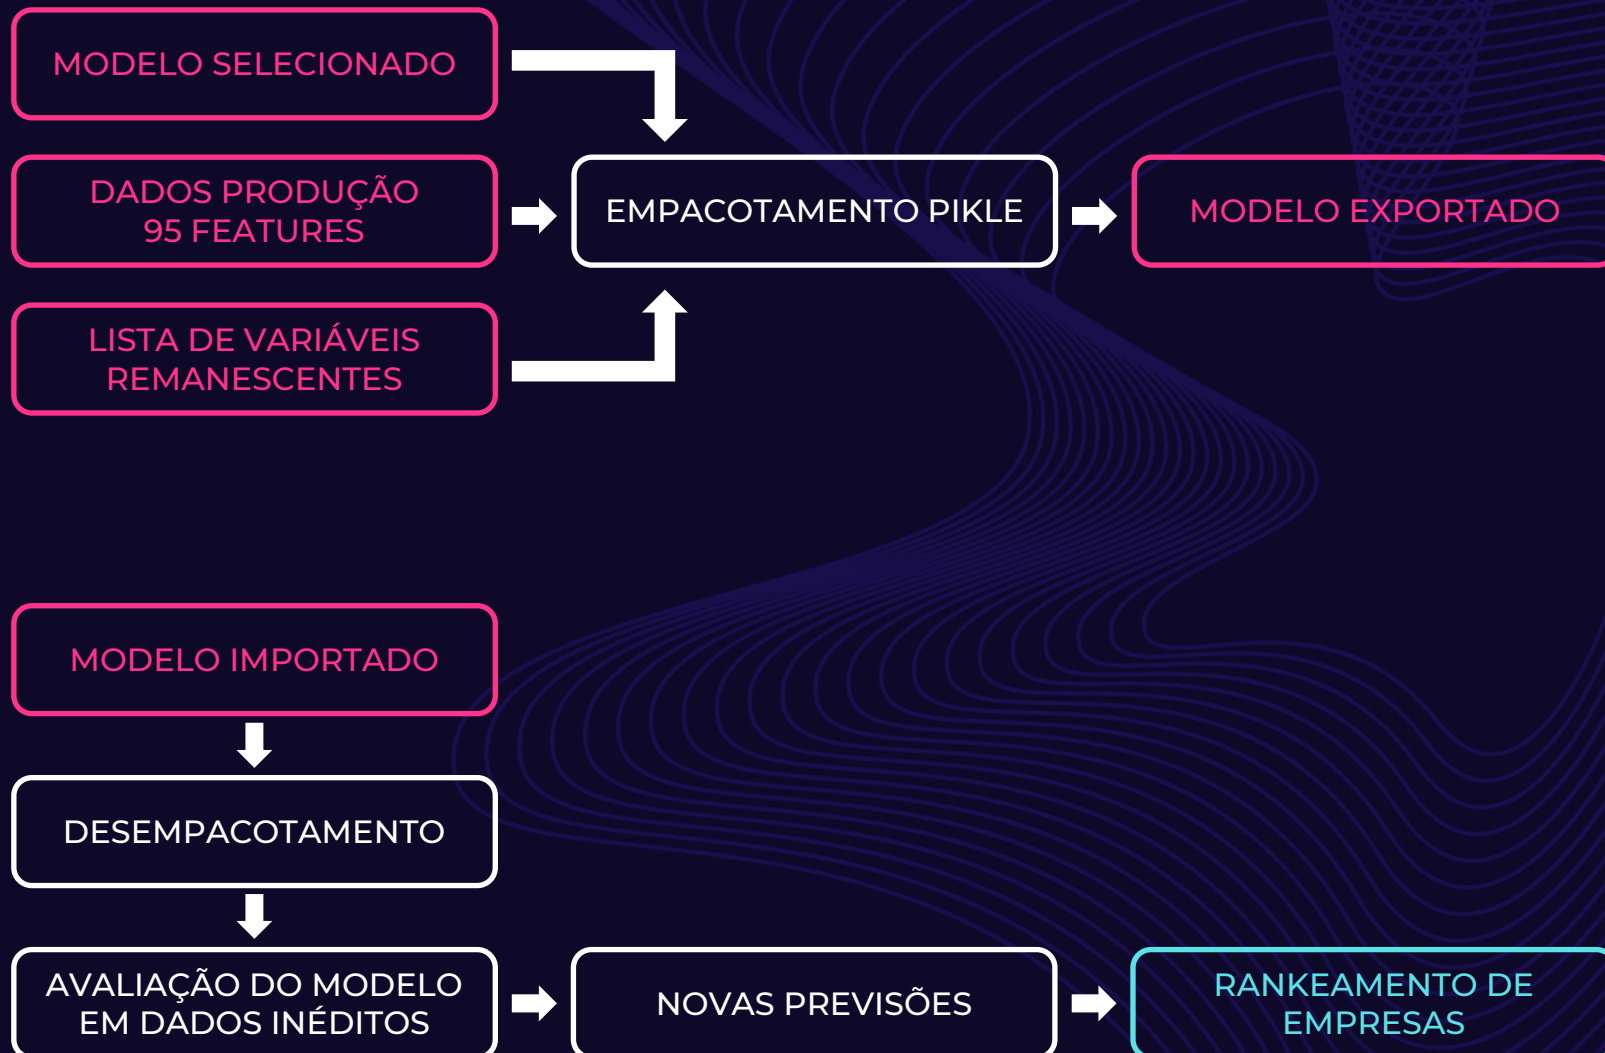 MODELO SELECIONADO
DADOS PRODUÇÃO
95 FEATURES
EMPACOTAMENTO PIKLE
MODELO EXPORTADO
LISTA DE VARIÁVEIS
REMANESCENTES
MODELO IMPORTADO
DESEMPACOTAMENTO
AVALIAÇÃO DO MODELO
EM DADOS INÉDITOS
NOVAS PREVISÕES
RANKEAMENTO DE
EMPRESAS